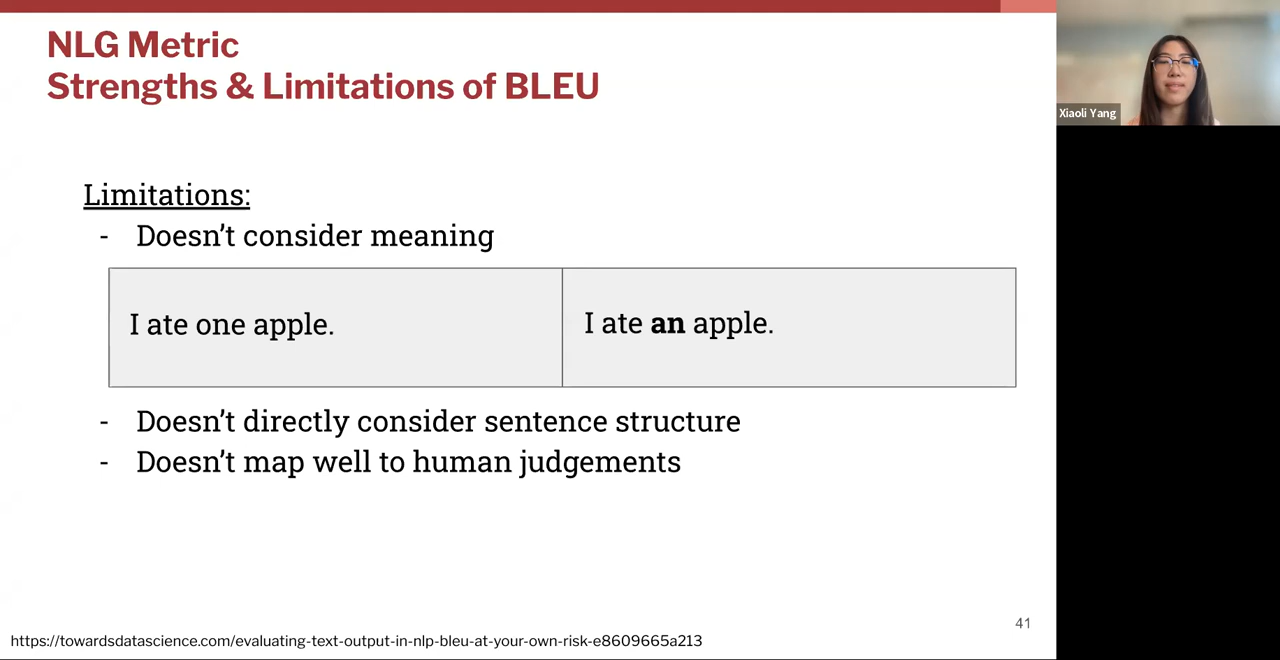 NLG Metric
Strengths & Limitations of BLEU
Xiaoli Yang
Limitations:
- Doesn’t consider meaning
I ate one apple.
I ate an apple.
- Doesn’t directly consider sentence structure
- Doesn’t map well to human judgements
41
https://towardsdatascience.com/evaluating-text-output-in-nlp-bleu-at-your-own-risk-e8609665a213